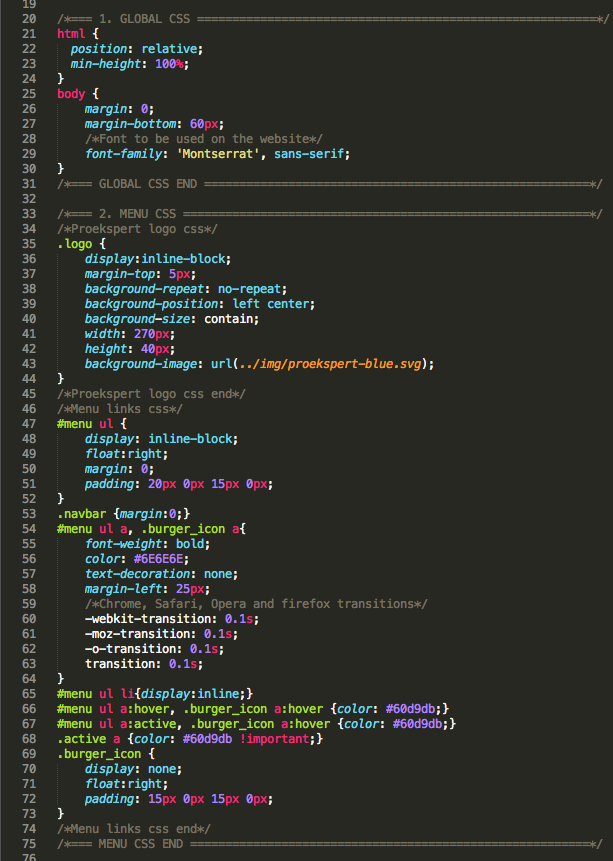 19
20 /*=== 1. GLOBAL CSS =========================================================*/
21 html {
22   position: relative;
23   min-height: 100%;
24 }
25 body {
26     margin: 0;
27     margin-bottom: 60px;
28     /*Font to be used on the website*/
29     font-family: 'Montserrat', sans-serif;
30 }
31 /*=== GLOBAL CSS END =======================================================*/
32
33 /*=== 2. MENU CSS ==========================================================*/
34 /*Proekspert logo css*/
35 .logo {
36     display:inline-block;
37     margin-top: 5px;
38     background-repeat: no-repeat;
39     background-position: left center;
40     background-size: contain;
41     width: 270px;
42     height: 40px;
43     background-image: url(../img/proekspert-blue.svg);
44 }
45 /*Proekspert logo css end*/
46 /*Menu links css*/
47 #menu ul {
48     display: inline-block;
49     float:right;
50     margin: 0;
51     padding: 20px 0px 15px 0px;
52 }
53 .navbar {margin:0;}
54 #menu ul a, .burger_icon a{
55     font-weight: bold;
56     color: #6E6E6E;
57     text-decoration: none;
58     margin-left: 25px;
59     /*Chrome, Safari, Opera and firefox transitions*/
60     -webkit-transition: 0.1s;
61     -moz-transition: 0.1s;
62     -o-transition: 0.1s;
63     transition: 0.1s;
64 }
65 #menu ul li{display:inline;}
66 #menu ul a:hover, .burger_icon a:hover {color: #60d9db;}
67 #menu ul a:active, .burger_icon a:hover {color: #60d9db;}
68 .active a {color: #60d9db !important;}
69 .burger_icon {
70     display: none;
71     float:right;
72     padding: 15px 0px 15px 0px;
73 }
74 /*Menu links css end*/
75 /*=== MENU CSS END ==========================================================*/
76